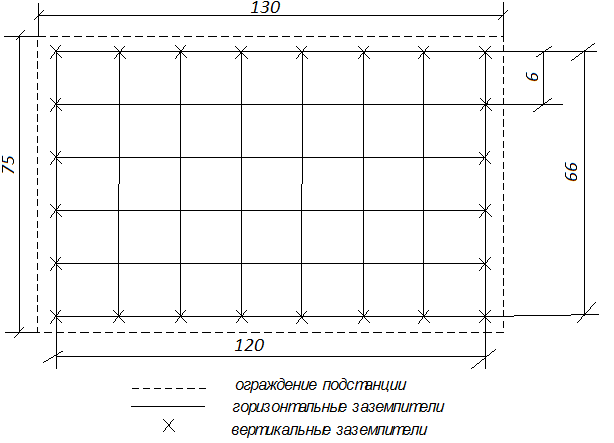 130
6
75
66
120
ограждение подстанции
горизонтальные заземлители
вертикальные заземлители